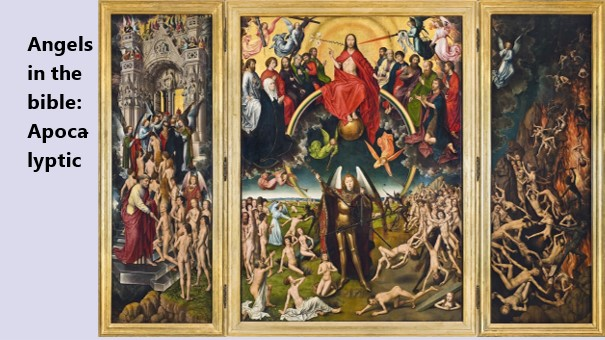 Angels
in the
bible:
Apoca-
lyptic